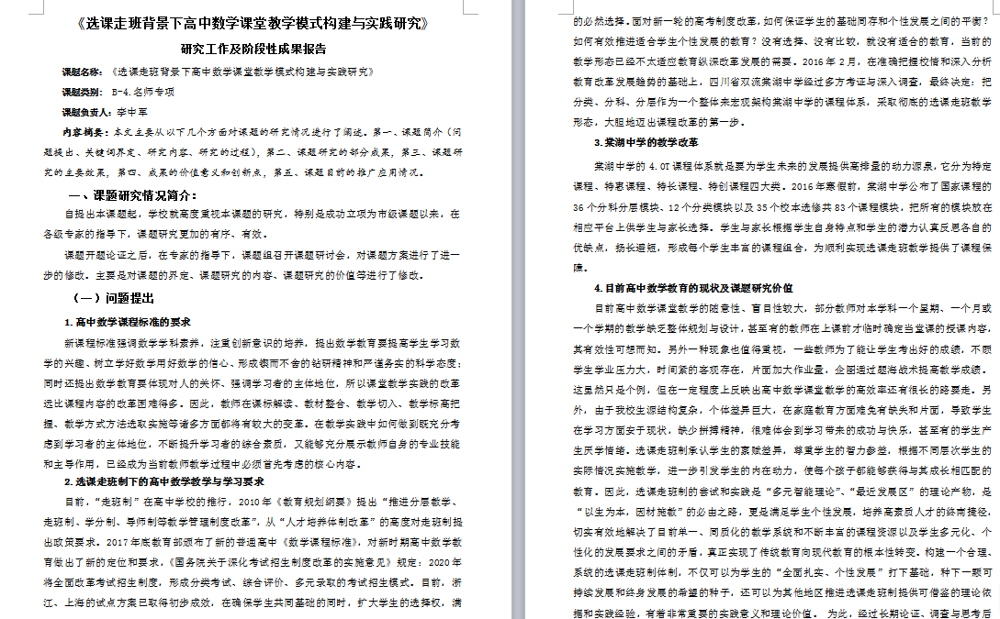 《选课走班背景下高中数学课堂教学模式构建与实践研究》
研究工作及阶段性成果报告
课题名称：《选课走班背景下高中数学课堂教学模式构建与实践研究》
课题类别： B-4.名师专项
课题负责人：李中军
内容摘要：本文主要从以下几个方面对课题的研究情况进行了阐述。第一、课题简介（问
题提出、关键词界定、研究内容、研究的过程），第二、课题研究的部分成果，第三、课题研
究的主要效果，第四、成果的价值意义和创新点，第五、课题目前的推广应用情况。
一、课题研究情况简介：
自提出本课题起，学校就高度重视本课题的研究，特别是成功立项为市级课题以来，在
各级专家的指导下，课题研究更加的有序、有效。
课题开题论证之后，在专家的指导下，课题组召开课题研讨会，对课题方案进行了进一
步的修改。主要是对课题的界定、课题研究的内容、课题研究的价值等进行了修改。
（一）问题提出
1.高中数学课程标准的要求
新课程标准强调数学学科素养，注重创新意识的培养，提出数学教育要提高学生学习数
学的兴趣、树立学好数学用好数学的信心、形成锲而不舍的钻研精神和严谨务实的科学态度；
同时还提出数学教育要体现对人的关怀、强调学习者的主体地位，所以课堂教学实践的改革
远比课程内容的改革困难得多。因此，教师在课标解读、教材整合、教学切入、教学标高把
握、教学方式方法选取实施等诸多方面都将有较大的变革。在教学实践中如何做到既充分考
虑到学习者的主体地位，不断提升学习者的综合素质，又能够充分展示教师自身的专业技能
和主导作用，已经成为当前教师教学过程中必须首先考虑的核心内容。
2.选课走班制下的高中数学教学与学习要求
目前，“走班制”在高中学校的推行，2010年《教育规划纲要》提出“推进分层教学、
走班制、学分制、导师制等教学管理制度改革”，从“人才培养体制改革”的高度对走班制提
出政策要求。2017年底教育部颁布了新的普通高中《数学课程标准》，对新时期高中数学教
育做出了新的定位和要求，《国务院关于深化考试招生制度改革的实施意见》规定：2020年
将全面改革考试招生制度，形成分类考试、综合评价、多元录取的考试招生模式。目前，浙
江、上海的试点方案已取得初步成效，在确保学生共同基础的同时，扩大学生的选择权，满
的必然选择。面对新一轮的高考制度改革，如何保证学生的基础同存和个性发展之间的平衡？
如何有效推进适合学生个性发展的教育？没有选择、没有比较，就没有适合的教育，当前的
教学形态已经不太适应教育纵深改革发展的需要。2016年2月，在准确把握校情和深入分析
教育改革发展趋势的基础上，四川省双流棠湖中学经过多方考证与深入调查，最终决定：把
分类、分科、分层作为一个整体来宏观架构棠湖中学的课程体系，采取彻底的选课走班教学
形态，大胆地迈出课程改革的第一步。
3.棠湖中学的教学改革
棠湖中学的 4.0T课程体系就是要为学生未来的发展提供高排量的动力源泉，它分为特定
课程、特惠课程、特长课程、特创课程四大类。2016年寒假前，棠湖中学公布了国家课程的
36个分科分层模块、12个分类模块以及35个校本选修共83个课程模块，把所有的模块放在
相应平台上供学生与家长选择。学生与家长根据学生自身特点和学生的潜力认真反思各自的
优缺点，扬长避短，形成每个学生丰富的课程组合，为顺利实现选课走班教学提供了课程保
障。
4.目前高中数学教育的现状及课题研究价值
目前高中数学课堂教学的随意性、盲目性较大，部分教师对本学科一个星期、一个月或
一个学期的教学缺乏整体规划与设计，甚至有的教师在上课前才临时确定当堂课的授课内容，
其有效性可想而知。另外一种现象也值得重视，一些教师为了能让学生考出好的成绩，不顾
学生学业压力大，时间紧的客观存在，片面加大作业量，企图通过题海战术提高教学成绩。
这虽然只是个例，但在一定程度上反映出高中数学课堂教学的高效率还有很长的路要走。另
外，由于我校生源结构复杂，个体差异巨大，在家庭教育方面难免有缺失和片面，导致学生
在学习方面安于现状，缺少拼搏精神，很难体会到学习带来的成功与快乐，甚至有的学生产
生厌学情绪。选课走班制承认学生的禀赋差异，尊重学生的智力参差，根据不同层次学生的
实际情况实施教学，进一步引发学生的内在动力，使每个孩子都能够获得与其成长相匹配的
教育。因此，选课走班制的尝试和实践是“多元智能理论”、“最近发展区”的理论产物，是
“以生为本，因材施教”的必由之路，更是满足学生个性发展，培养高素质人才的终南捷径，
切实有效地解决了目前单一、同质化的教学系统和不断丰富的课程资源以及学生多元化、个
性化的发展要求之间的矛盾，真正实现了传统教育向现代教育的根本性转变。构建一个合理、
系统的选课走班制体制，不仅可以为学生的“全面扎实、个性发展”打下基础，种下一颗可
持续发展和终身发展的希望的种子，还可以为其他地区推进选课走班制提供可借鉴的理论依
据和实践经验，有着非常重要的实践意义和理论价值。 为此，经过长期论证、调查与思考后